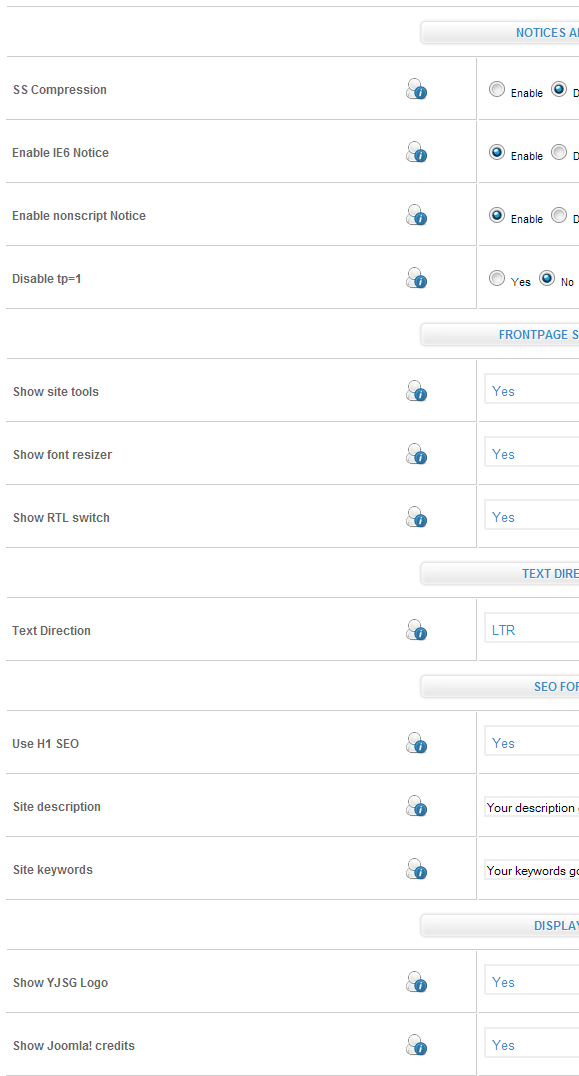 NOTICES A
SS Compression Enable D
Enable IE6 Notice Enable D
Enable nonscript Notice Enable D
Disable tp=1 Yes No
FRONTPAGE S
Show site tools Yes
Show font resizer Yes
Show RTL switch Yes
TEXT DIRE
Text Direction LTR
SEO FO
Use H1 SEO Yes
Site description Your description
Site keywords Your keywords go
DISPLAY
Show YJSG Logo Yes
Show Joomla! credits Yes